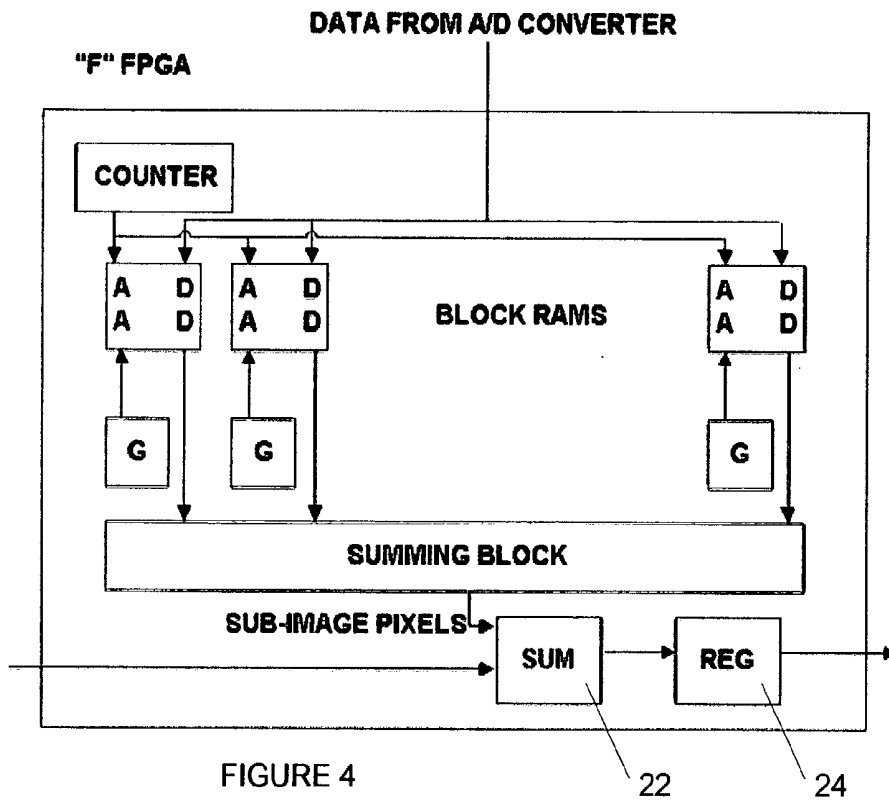 DATA FROM A/D CONVERTER
"F" FPGA
COUNTER
A D A D A D
A D A D A D
BLOCK RAMS
G G G
SUMMING BLOCK
SUB-IMAGE PIXELS
SUM REG
FIGURE 4
22 24